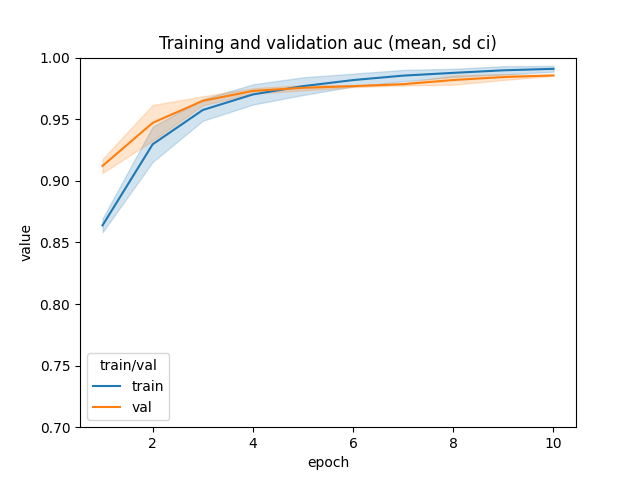 Training and validation auc (mean, sd ci)
1.00
0.95
0.90
0.85
0.80
0.75
0.70
value
train/val
train
val
2
4
6
8
10
epoch